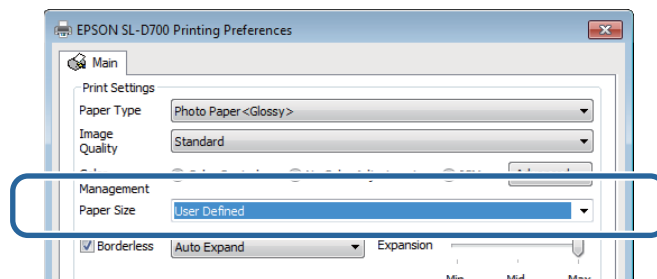 EPSON SL-D700 Printing Preferences
Main
Print Settings
Paper Type Photo Paper<Glossy>
Image
Quality Standard
Management
Paper Size User Defined
Borderless Auto Expand Expansion
Min Mid Max